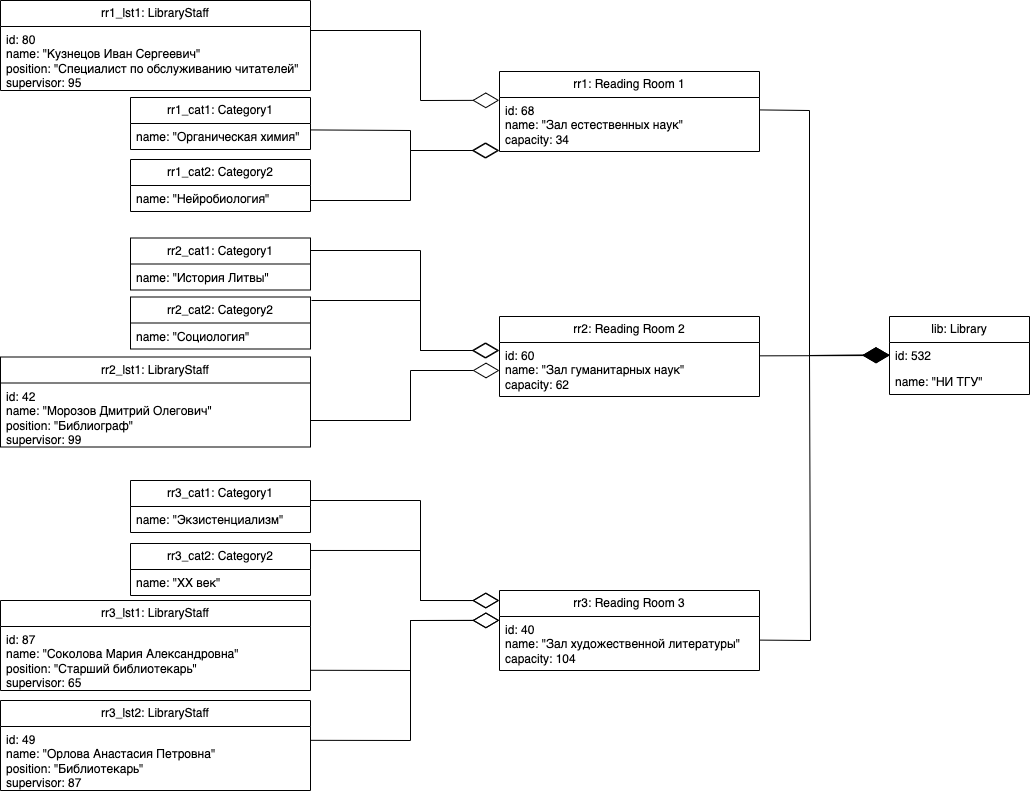 rr1_lst1: LibraryStaff
id: 80
name: "Кузнецов Иван Сергеевич"
position: "Специалист по обслуживанию читателей"
supervisor: 95
rr1_cat1: Category1
name: "Органическая химия"
rr1_cat2: Category2
name: "Нейробиология"
rr1: Reading Room 1
id: 68
name: "Зал естественных наук"
capacity: 34
rr2_cat1: Category1
name: "История Литвы"
rr2_cat2: Category2
name: "Социология"
rr2_lst1: LibraryStaff
id: 42
name: "Морозов Дмитрий Олегович"
position: "Библиограф"
supervisor: 99
rr2: Reading Room 2
id: 60
name: "Зал гуманитарных наук"
capacity: 62
lib: Library
id: 532
name: "НИ ТГУ"
rr3_cat1: Category1
name: "Экзистенциализм"
rr3_cat2: Category2
name: "XX век"
rr3_lst1: LibraryStaff
id: 87
name: "Соколова Мария Александровна"
position: "Старший библиотекарь"
supervisor: 65
rr3_lst2: LibraryStaff
id: 49
name: "Орлова Анастасия Петровна"
position: "Библиотекарь"
supervisor: 87
rr3: Reading Room 3
id: 40
name: "Зал художественной литературы"
capacity: 104